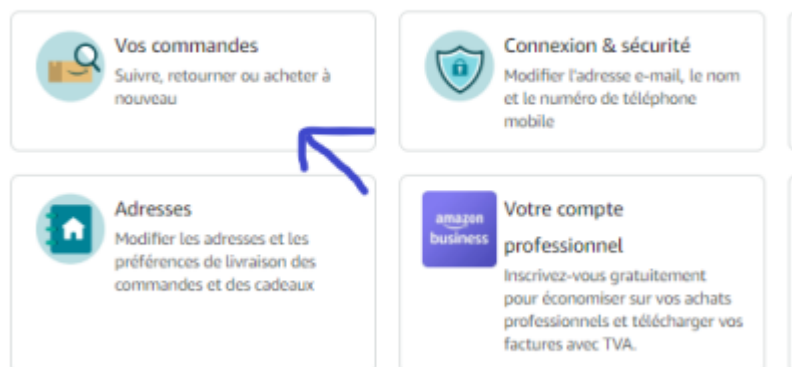 Vos commandes
Suivre, retourner ou acheter à
nouveau
Connexion & sécurité
Modifier l'adresse e-mail, le nom
et le numéro de téléphone
mobile
Adresses
Modifier les adresses et les
préférences de livraison des
commandes et des cadeaux
amazon
business
Votre compte
professionnel
Inscrivez-vous gratuitement
pour économiser sur vos achats
professionnels et télécharger vos
factures avec TVA.